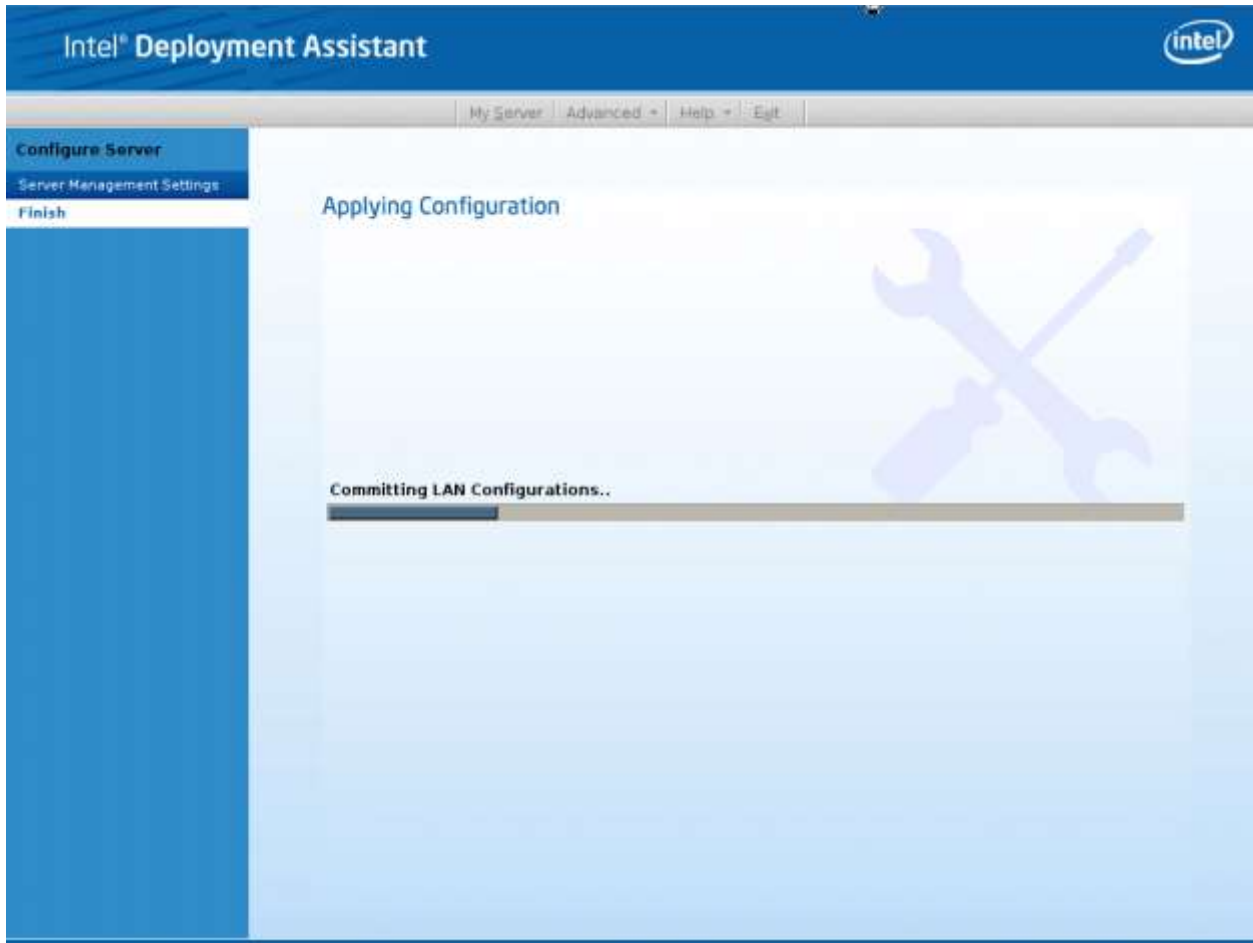 Intel® Deployment Assistant
intel
My Server Advanced Help Exit
Configure Server
Server Management Settings
Finish
Applying Configuration
Committing LAN Configurations..